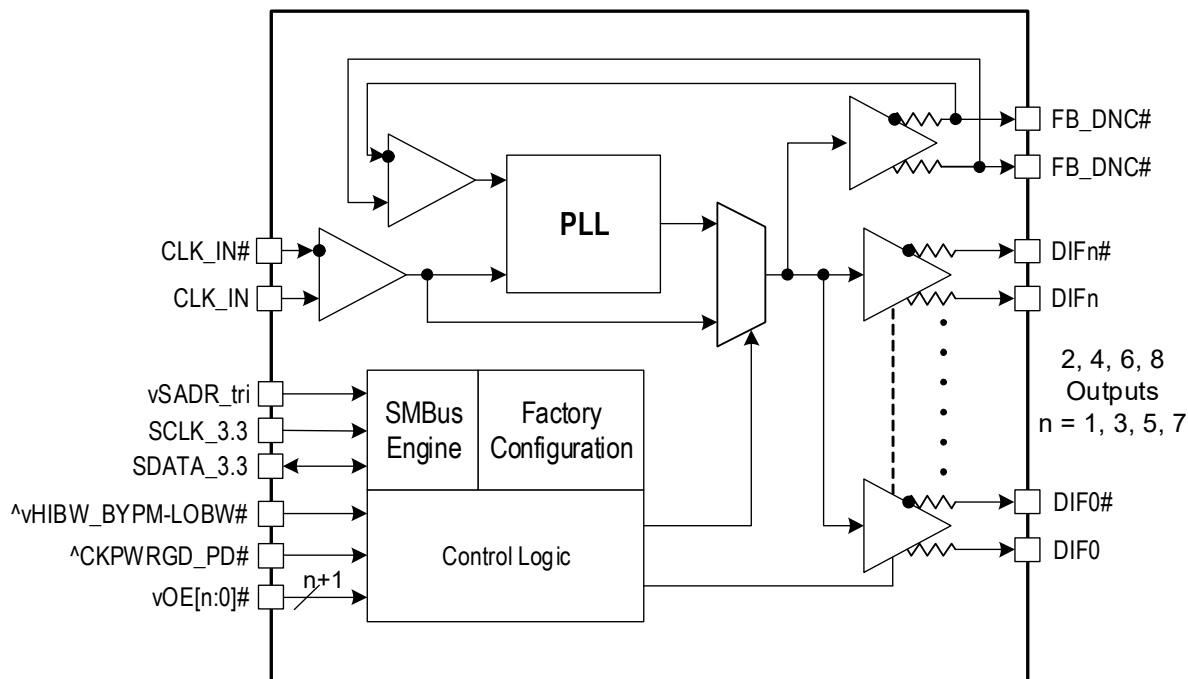 FB_DNC#
FB_DNC#
PLL
CLK_IN#
CLK_IN
DIFn#
DIFn
2, 4, 6, 8
Outputs
n = 1, 3, 5, 7
vSADR_tri
SCLK_3.3
SDATA_3.3
^vHIBW_BYPM-LOBW#
^CKPWRGD_PD#
vOE[n:0]#
n+1
SMBus
Engine
Factory
Configuration
Control Logic
DIF0#
DIF0